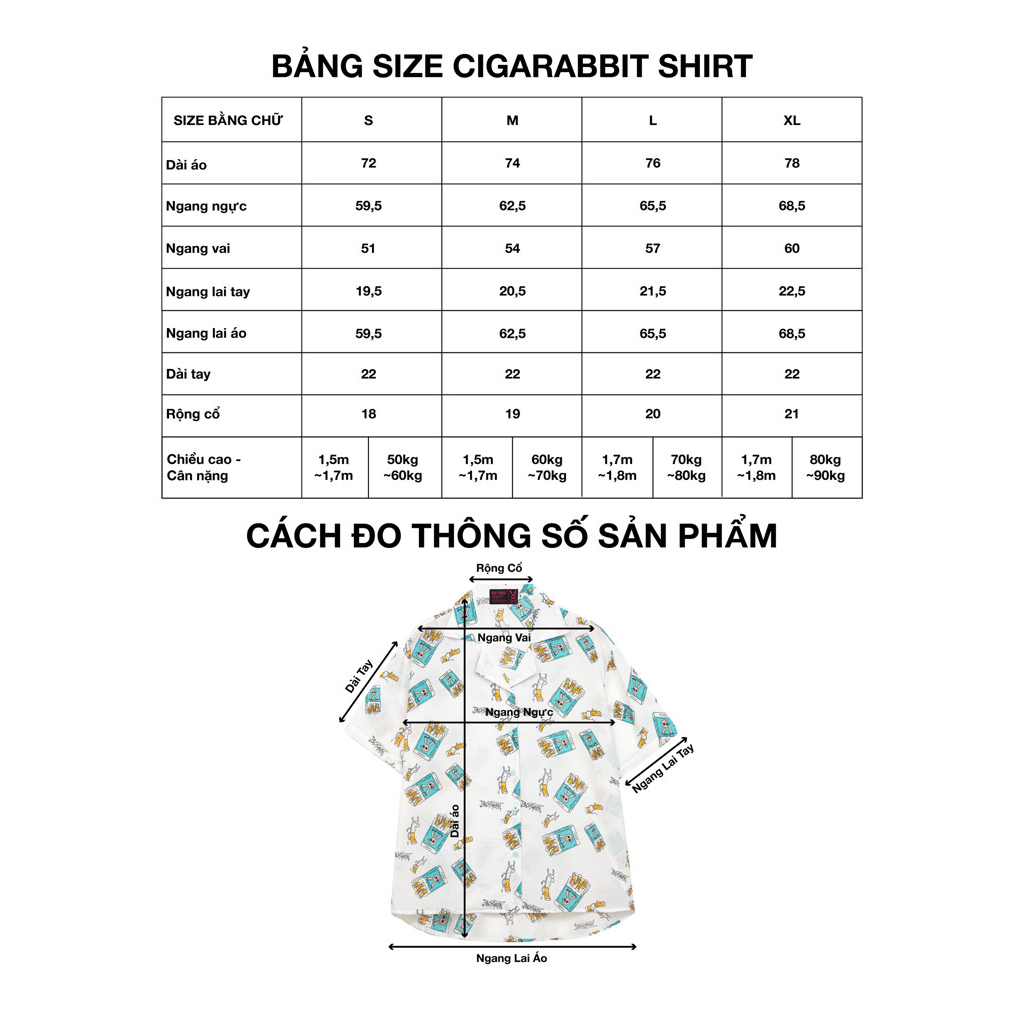 BẢNG SIZE CIGARABBIT SHIRT
SIZE BẰNG CHỮ S M L XL
Dài áo 72 74 76 78
Ngang ngực 59,5 62,5 65,5 68,5
Ngang vai 51 54 57 60
Ngang lai tay 19,5 20,5 21,5 22,5
Ngang lai áo 59,5 62,5 65,5 68,5
Dài tay 22 22 22 22
Rộng cổ 18 19 20 21
Chiều cao - 1,5m 50kg 1,5m 60kg 1,7m 70kg 1,7m 80kg
Cân nặng ~1,7m ~60kg ~1,7m ~70kg ~1,8m ~80kg ~1,8m ~90kg
CÁCH ĐO THÔNG SỐ SẢN PHẨM
Rộng Cổ
Ngang Vai
Dài Tay
Ngang Ngực
Ngang Lai Tay
Dài áo
Ngang Lai Áo